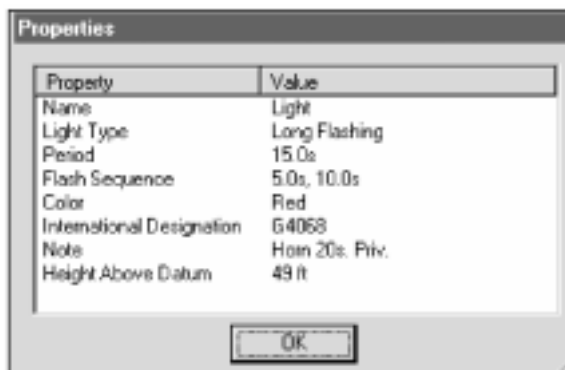 Properties
Property Value
Name Light
Light Type Long Flashing
Period 15.0s
Flash Sequence 5.0s, 10.0s
Color Red
International Designation G4068
Note Horn 20s. Priv.
Height Above Datum 49 ft
OK